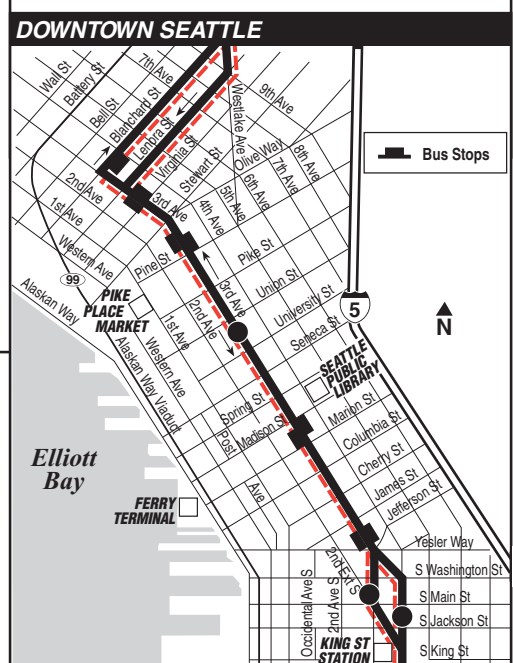 DOWNTOWN SEATTLE
7th Ave
Wall St
Battery St
9th Ave
Bell St
Blanchard St
Westlake Ave
Lenora St
Virginia St
Olive Way
8th Ave
7th Ave
Stewart St
Bus Stops
2nd Ave
3rd Ave
5th Ave
6th Ave
1st Ave
4th Ave
Western Ave
Pine St
Pike St
99
Union St
3rd Ave
PIKE
PLACE
MARKET
University St
5
N
Alaskan Way
2nd Ave
1st Ave
Seneca St
SEATTLE
PUBLIC
LIBRARY
Alaskan Way Viaduct
Western Ave
Spring St
Marion St
Post
Ave
Madison St
Columbia St
Elliott
Bay
Cherry St
James St
FERRY
TERMINAL
Jefferson St
Yesler Way
2nd Ext S
S Washington St
Occidental Ave S
2nd Ave S
S Main St
S Jackson St
KING ST
STATION
S King St